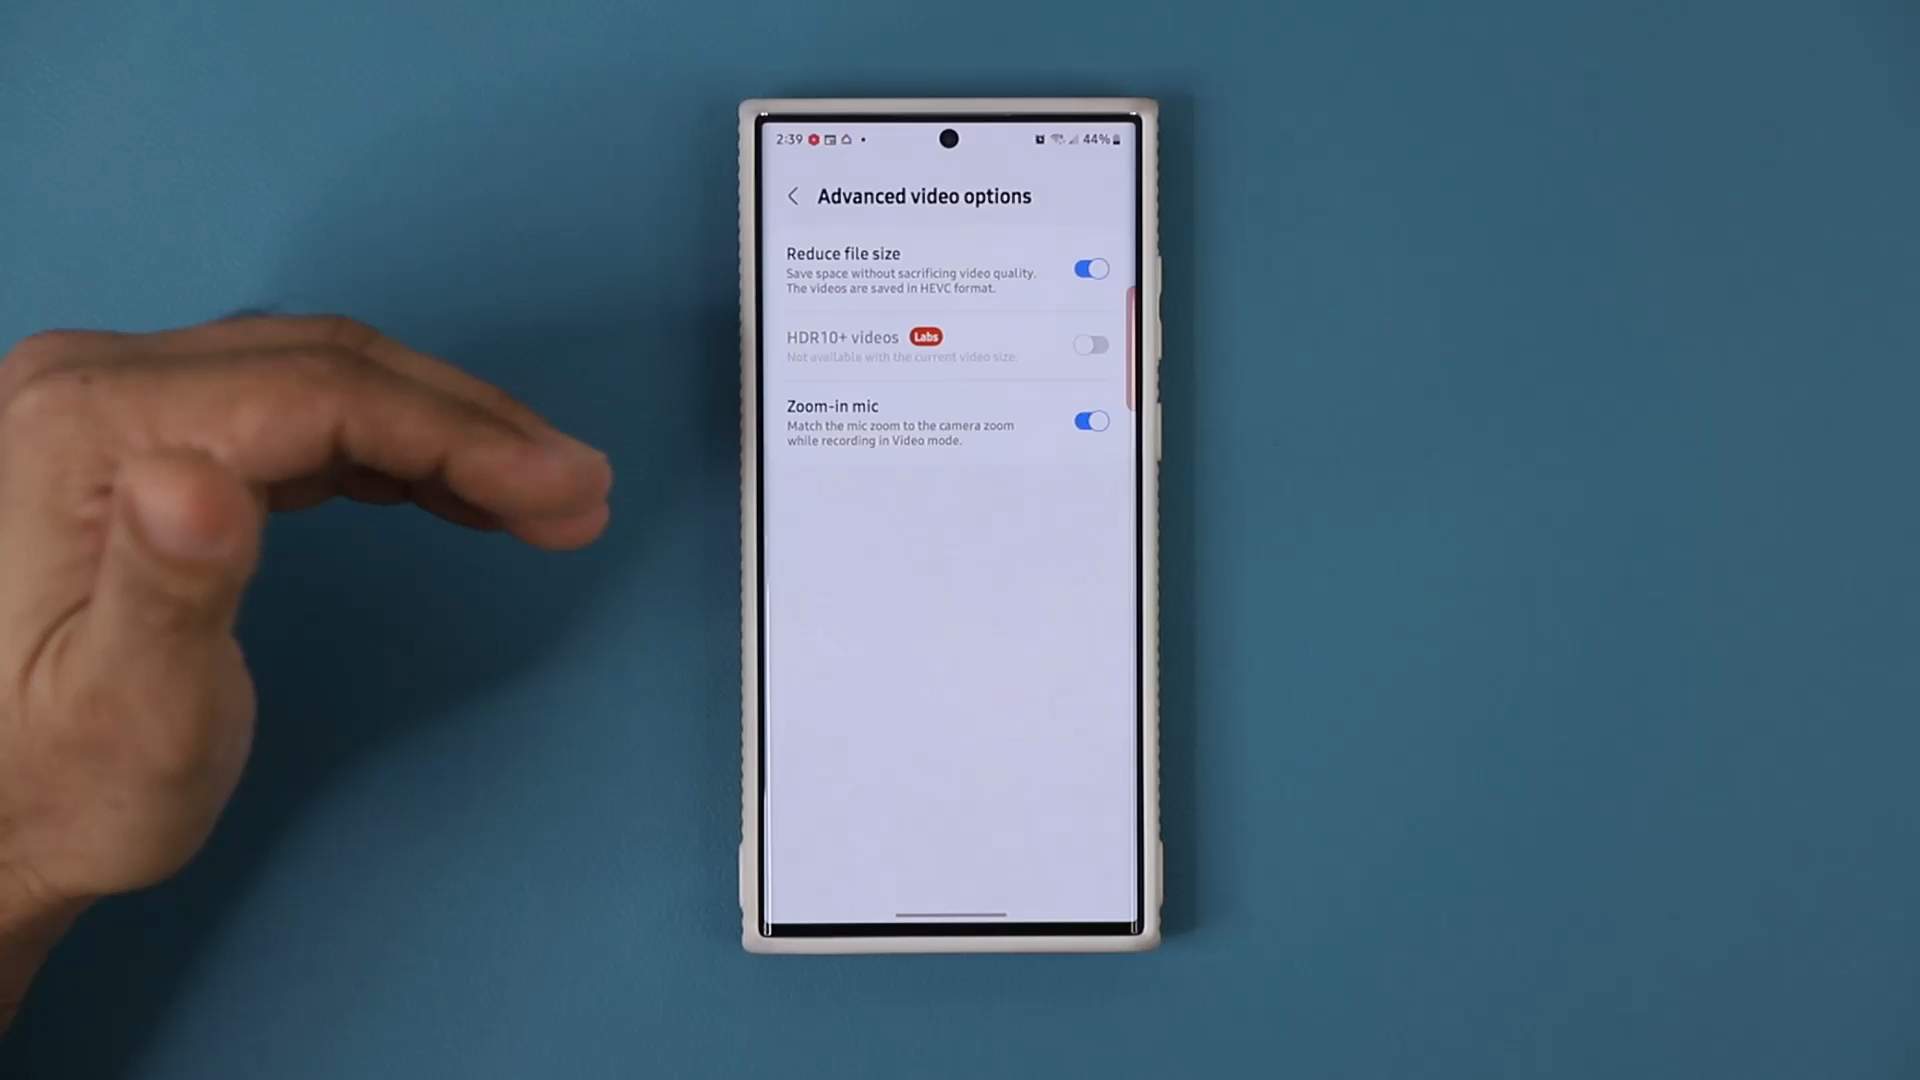 2:39
44%
Advanced video options
Reduce file size
Save space without sacrificing video quality.
The videos are saved in HEVC format.
HDR10+ videos Labs
Not available with the current video size.
Zoom-in mic
Match the mic zoom to the camera zoom
while recording in Video mode.